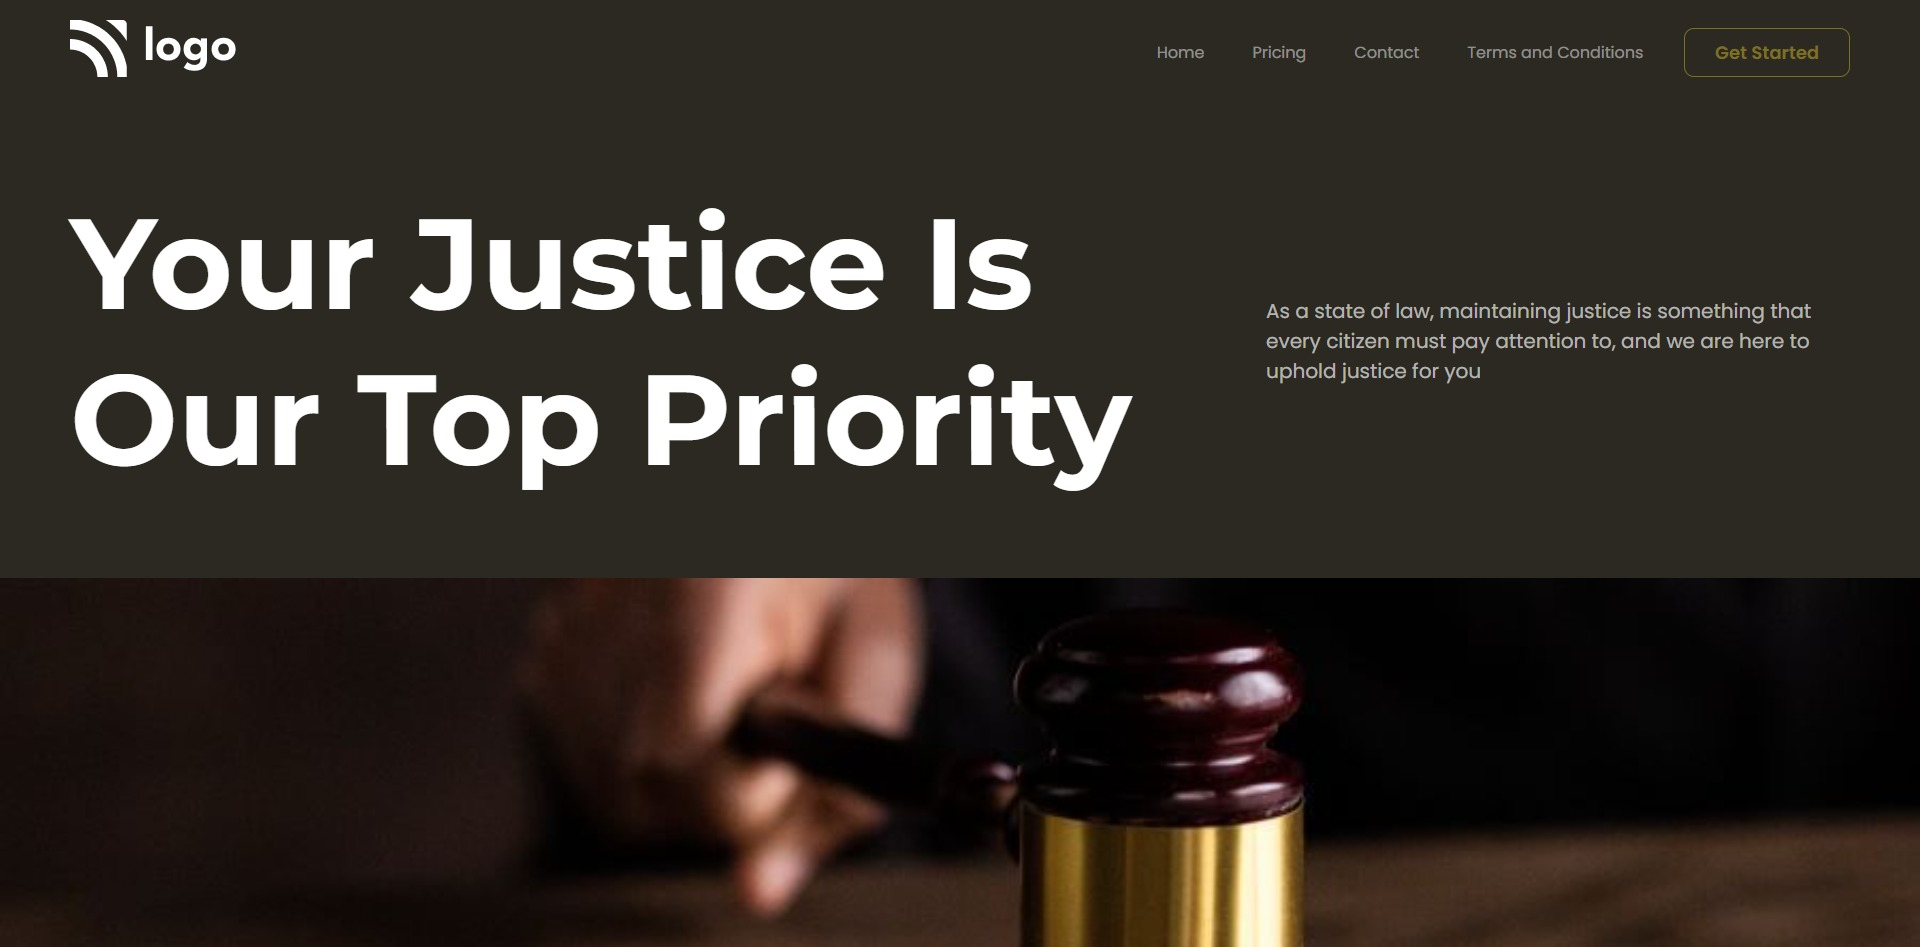 logo
Home
Pricing
Contact
Terms and Conditions
Get Started
Your Justice Is
Our Top Priority
As a state of law, maintaining justice is something that
every citizen must pay attention to, and we are here to
uphold justice for you